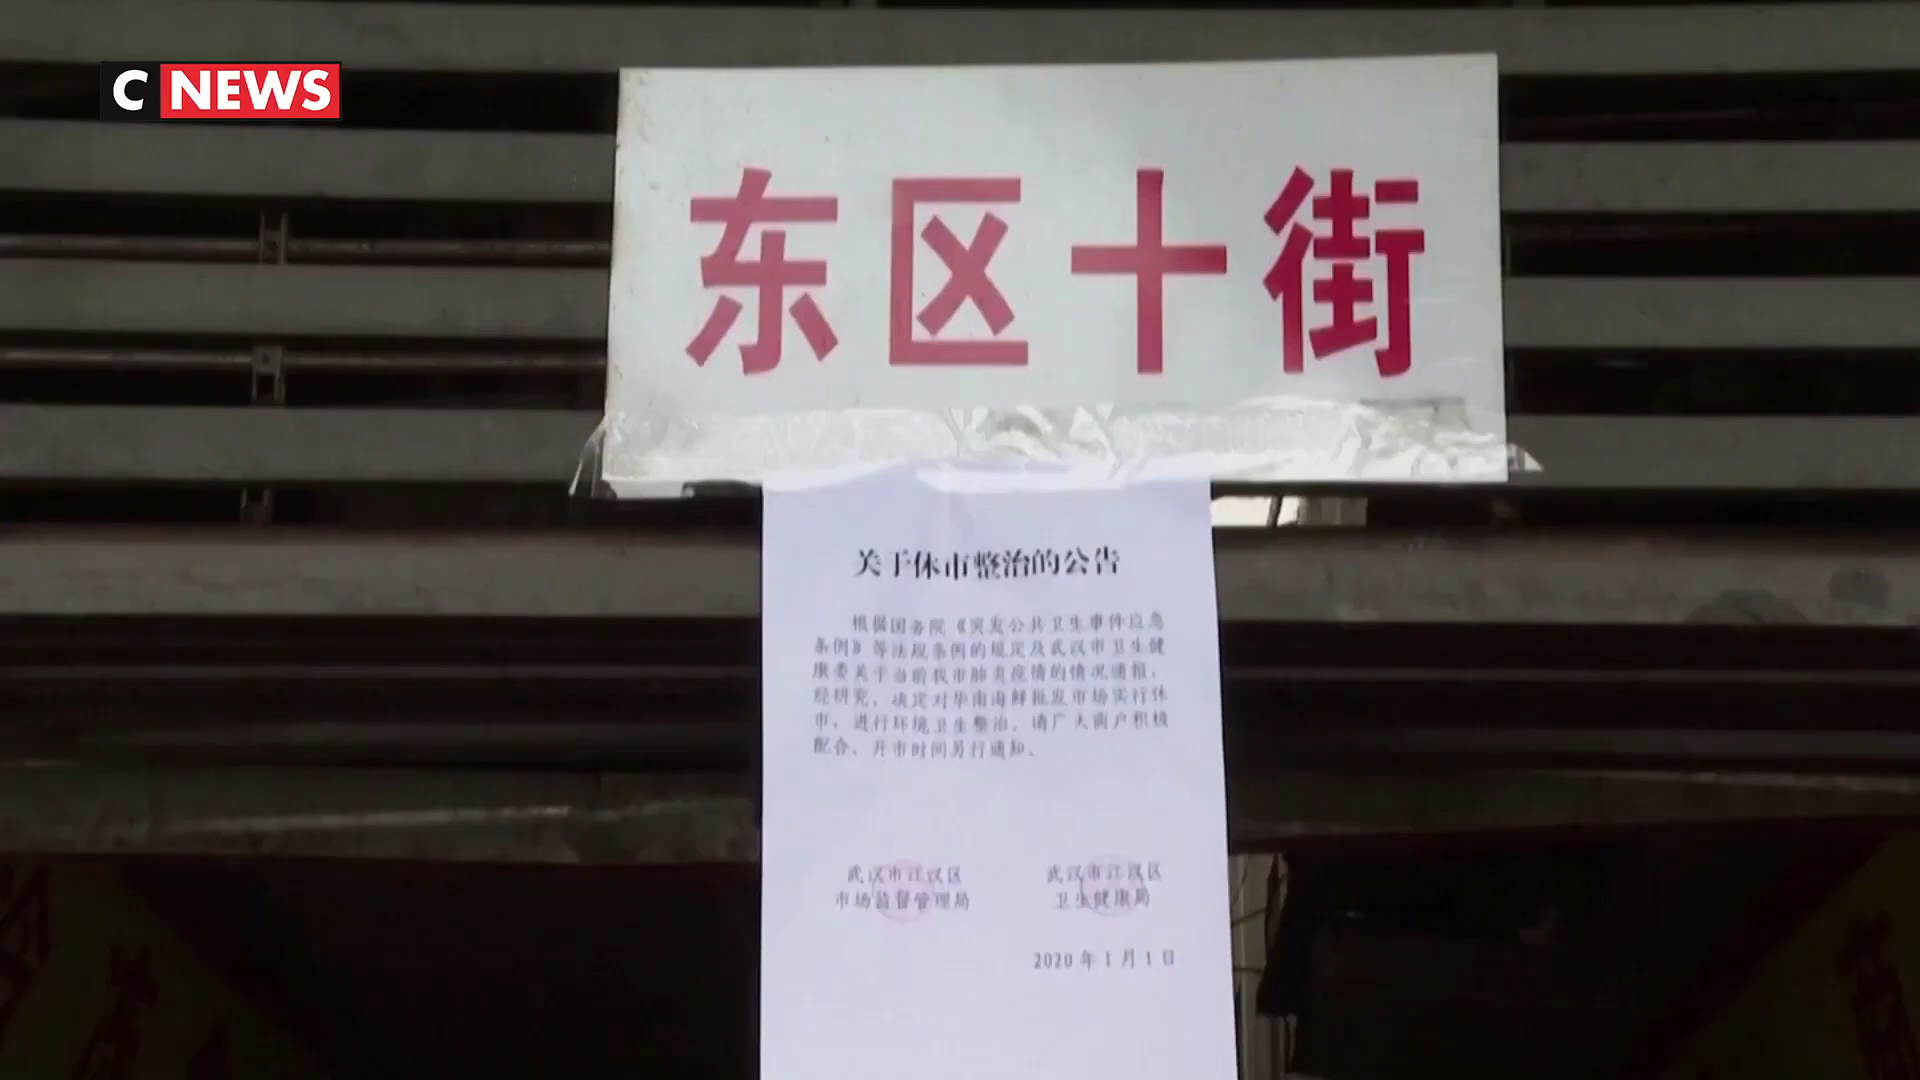 C NEWS
东区十街
关于休市整治的公告
根据国务院《突发公共卫生事件应急
条例》等法规条例的规定及武汉市卫生健
康委关于当前我市肺炎疫情的情况通报，
经研究，决定对华南海鲜批发市场实行休
市，进行环境卫生整治，请广大商户积极
配合，开市时间另行通知。
武汉市江汉区
市场监督管理局
武汉市江汉区
卫生健康局
2020年1月1日